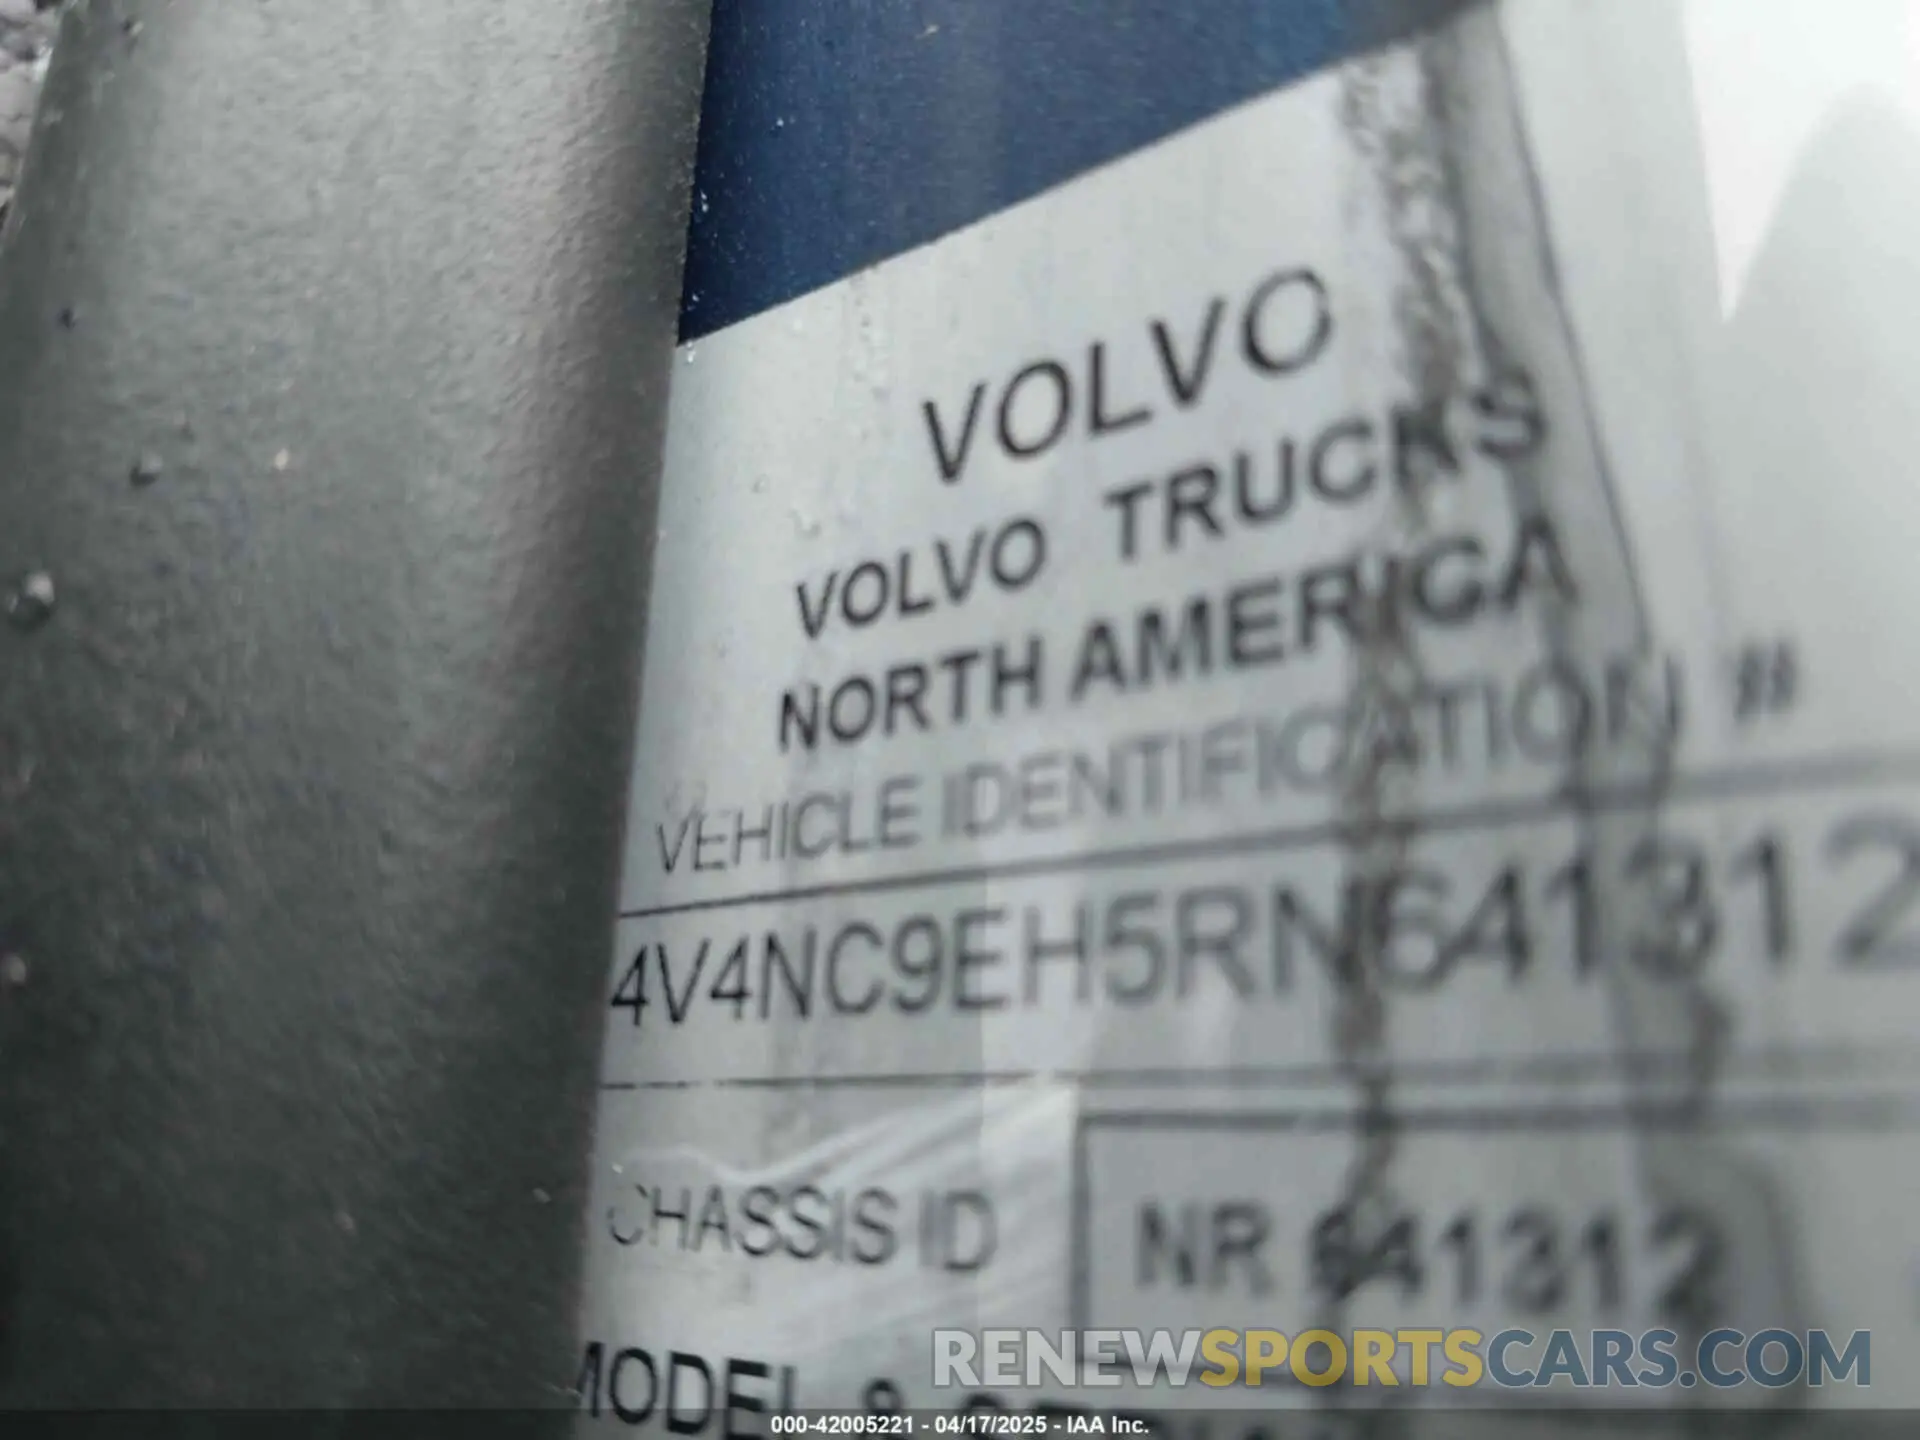 VOLVO
VOLVO TRUCKS
NORTH AMERICA
VEHICLE IDENTIFICATION #
4V4NC9EH5RN641312
CHASSIS ID
NR 641312
MODEL &
RENEWSPORTSCARS.COM
000-42005221 - 04/17/2025 - IAA Inc.